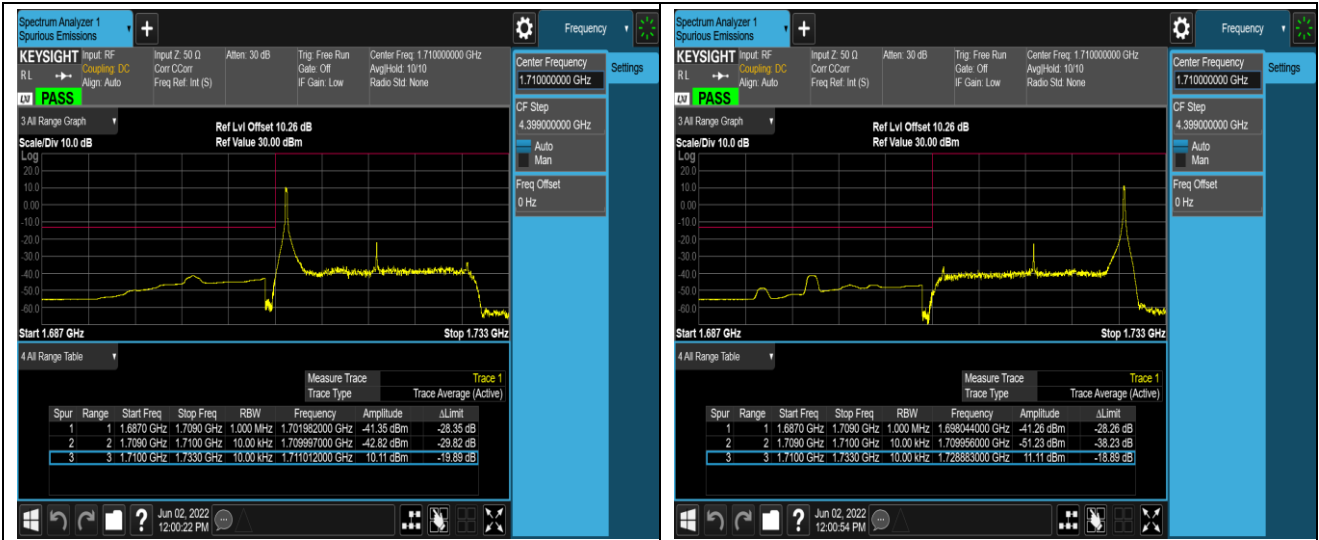 Spectrum Analyzer 1
Spurious Emissions
+
Frequency
KEYSIGHT Input: RF Input Z: 50 Ω Atten: 30 dB Trig: Free Run Center Freq: 1.710000000 GHz
R L Coupling: DC Corr CCorr Gate: Off Avg|Hold: 10/10
Align: Auto Freq Ref: Int (S) IF Gain: Low Radio Std: None
LXI PASS
Center Frequency
1.710000000 GHz
Settings
CF Step
4.399000000 GHz
Auto
Man
Freq Offset
0 Hz
3 All Range Graph
Ref Lvl Offset 10.26 dB
Scale/Div 10.0 dB Ref Value 30.00 dBm
Log
20.0
10.0
0.00
-10.0
-20.0
-30.0
-40.0
-50.0
-60.0
Start 1.687 GHz Stop 1.733 GHz
4 All Range Table
Measure Trace Trace 1
Trace Type Trace Average (Active)
Spur Range Start Freq Stop Freq RBW Frequency Amplitude ΔLimit
1 1 1.6870 GHz 1.7090 GHz 1.000 MHz 1.701982000 GHz -41.35 dBm -28.35 dB
2 2 1.7090 GHz 1.7100 GHz 10.00 kHz 1.709997000 GHz -42.82 dBm -29.82 dB
3 3 1.7100 GHz 1.7330 GHz 10.00 kHz 1.711012000 GHz 10.11 dBm -19.89 dB
?
Jun 02, 2022
12:00:22 PM
Spectrum Analyzer 1
Spurious Emissions
+
Frequency
KEYSIGHT Input: RF Input Z: 50 Ω Atten: 30 dB Trig: Free Run Center Freq: 1.710000000 GHz
R L Coupling: DC Corr CCorr Gate: Off Avg|Hold: 10/10
Align: Auto Freq Ref: Int (S) IF Gain: Low Radio Std: None
LXI PASS
Center Frequency
1.710000000 GHz
Settings
CF Step
4.399000000 GHz
Auto
Man
Freq Offset
0 Hz
3 All Range Graph
Ref Lvl Offset 10.26 dB
Scale/Div 10.0 dB Ref Value 30.00 dBm
Log
20.0
10.0
0.00
-10.0
-20.0
-30.0
-40.0
-50.0
-60.0
Start 1.687 GHz Stop 1.733 GHz
4 All Range Table
Measure Trace Trace 1
Trace Type Trace Average (Active)
Spur Range Start Freq Stop Freq RBW Frequency Amplitude ΔLimit
1 1 1.6870 GHz 1.7090 GHz 1.000 MHz 1.698044000 GHz -41.26 dBm -28.26 dB
2 2 1.7090 GHz 1.7100 GHz 10.00 kHz 1.709956000 GHz -51.23 dBm -38.23 dB
3 3 1.7100 GHz 1.7330 GHz 10.00 kHz 1.728883000 GHz 11.11 dBm -18.89 dB
?
Jun 02, 2022
12:00:54 PM